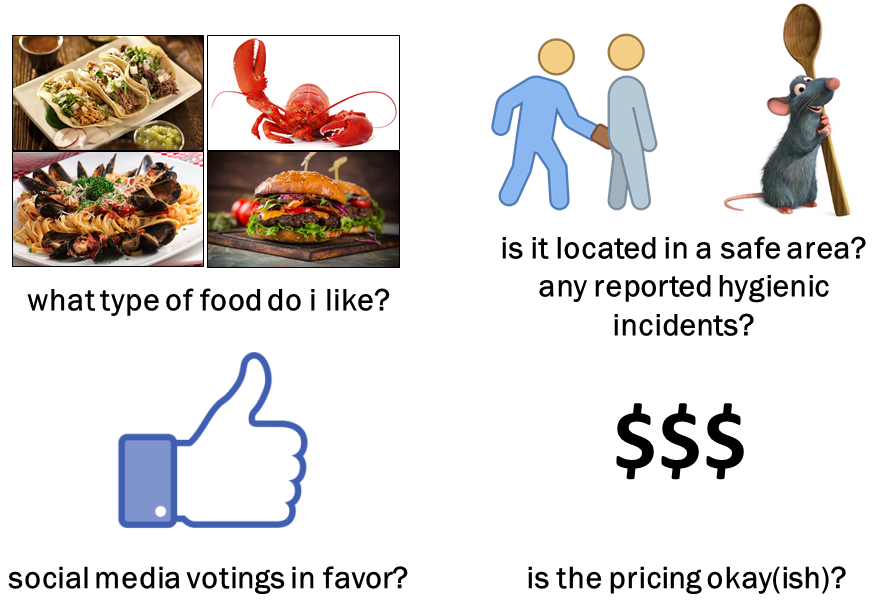 what type of food do i like?
is it located in a safe area?
any reported hygienic
incidents?
$$$
social media votings in favor?
is the pricing okay(ish)?